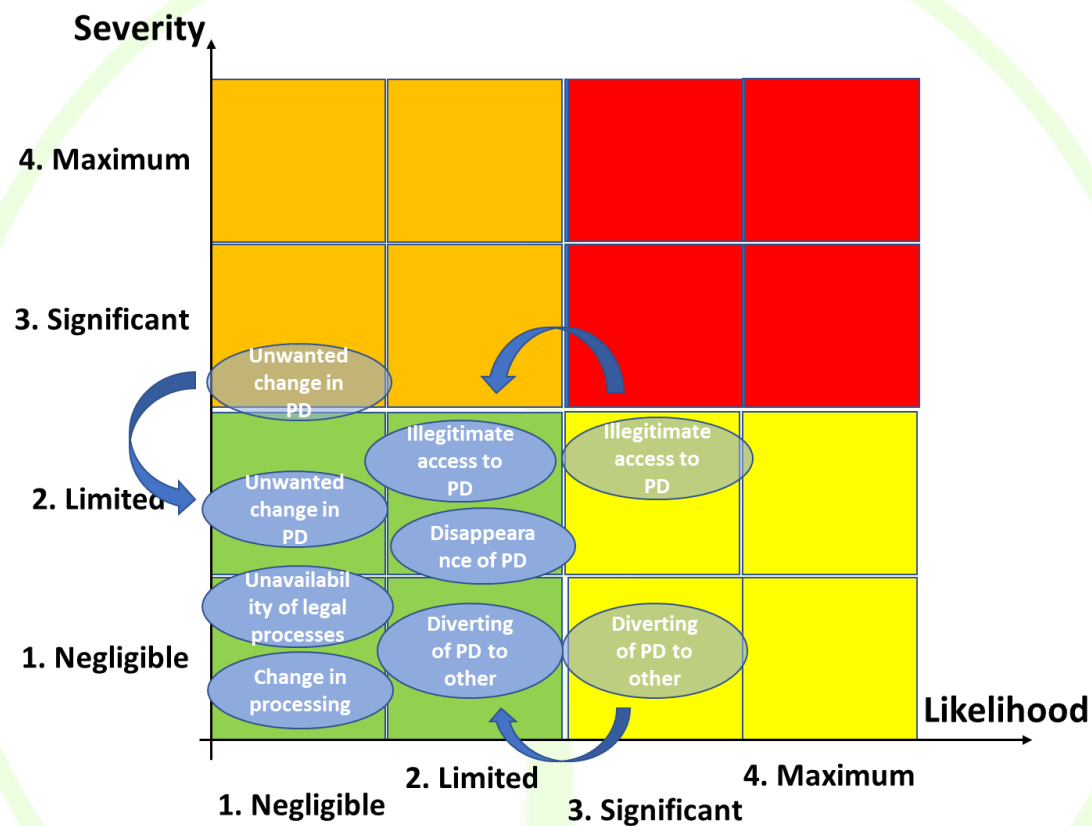 Severity
4. Maximum
3. Significant
Unwanted
change in
PD
Illegitimate
access to
PD
Illegitimate
access to
PD
2. Limited
Unwanted
change in
PD
Disappeara
nce of PD
Unavailabil
ity of legal
processes
Diverting
of PD to
other
Diverting
of PD to
other
1. Negligible
Change in
processing
Likelihood
2. Limited
4. Maximum
1. Negligible
3. Significant